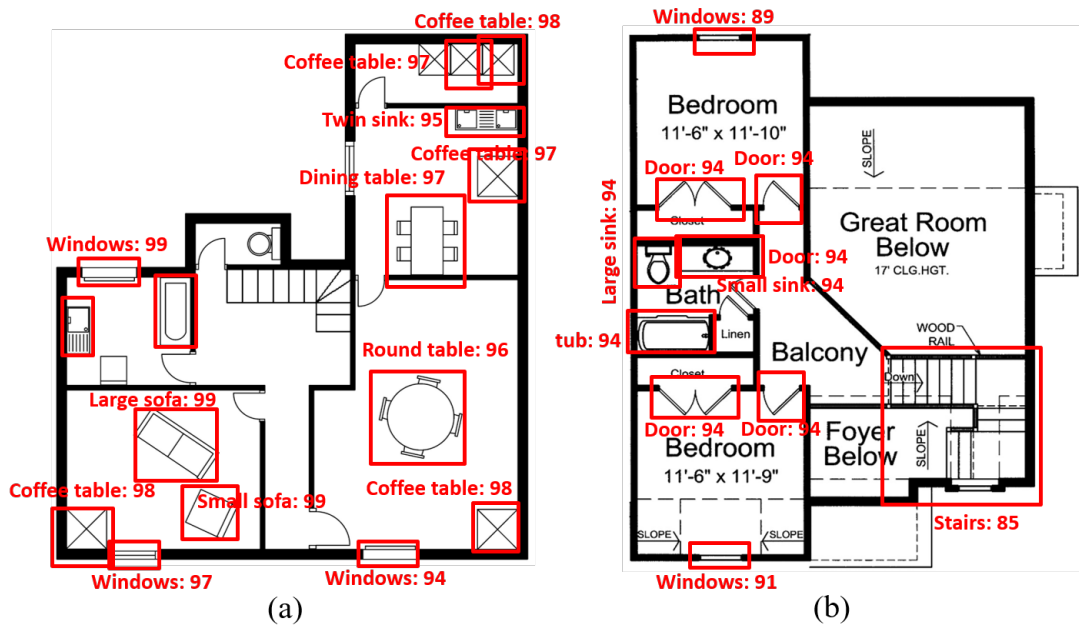 Coffee table: 98
Coffee table: 97
Twin sink: 95
Coffee table: 97
Dining table: 97
Windows: 99
Round table: 96
Large sofa: 99
Coffee table: 98
Small sofa: 99
Coffee table: 98
Windows: 97
Windows: 94
(a)
Windows: 89
Bedroom
11'-6" x 11'-10"
SLOPE
Door: 94
Door: 94
Large sink: 94
Closet
Great Room
Below
17' CLG.HGT.
Door: 94
Small sink: 94
Bath
tub: 94
Linen
WOOD
RAIL
Balcony
Closet
Down
Door: 94
Door: 94
Bedroom
11'-6" x 11'-9"
Foyer
Below
SLOPE
Stairs: 85
SLOPE
SLOPE
Windows: 91
(b)